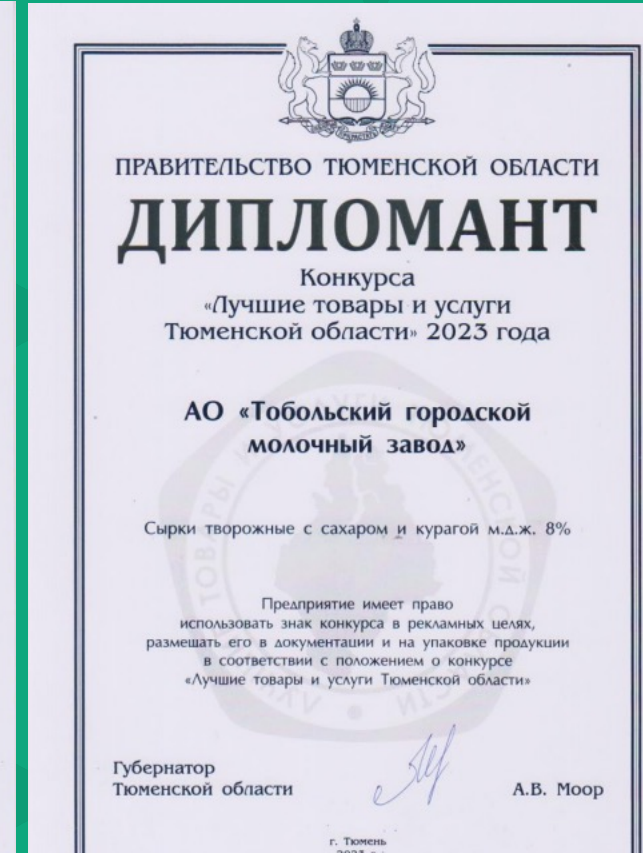 ПРАВИТЕЛЬСТВО ТЮМЕНСКОЙ ОБЛАСТИ
ДИПЛОМАНТ
Конкурса
«Лучшие товары и услуги
Тюменской области» 2023 года
АО «Тобольский городской
молочный завод»
Сырки творожные с сахаром и курагой м.д.ж. 8%
Предприятие имеет право
использовать знак конкурса в рекламных целях,
размещать его в документации и на упаковке продукции
в соответствии с положением о конкурсе
«Лучшие товары и услуги Тюменской области»
Губернатор
Тюменской области
А.В. Моор
г. Тюмень